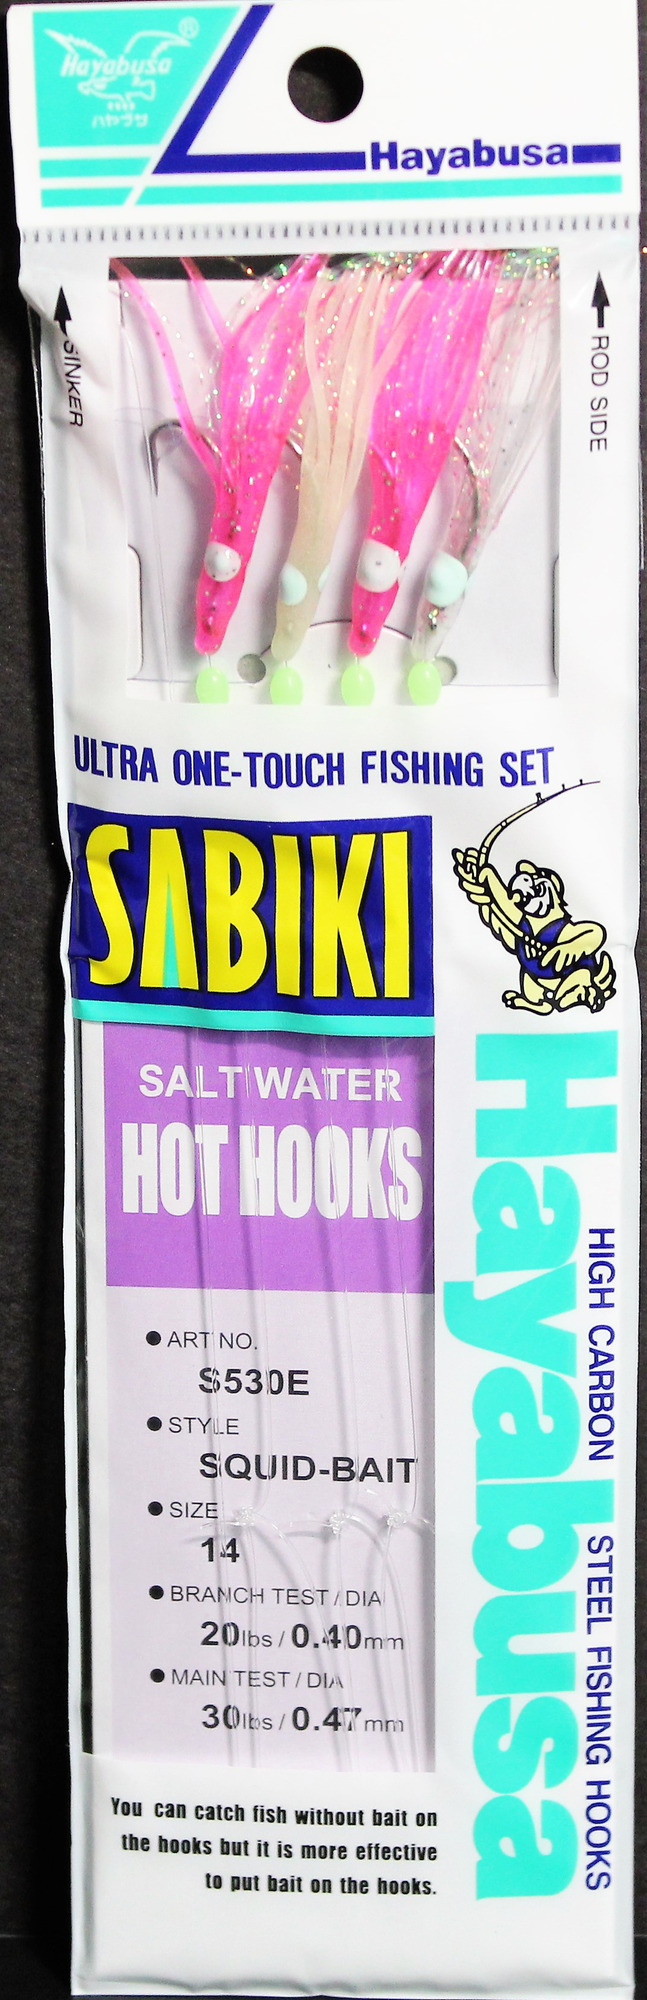 Hayabusa
®
ハヤブサ
Hayabusa
SINKER
ROD SIDE
ULTRA ONE-TOUCH FISHING SET
SABIKI
SALT WATER
HOT HOOKS
● ART NO.
S530E
● STYLE
SQUID-BAIT
● SIZE
14
● BRANCH TEST / DIA
20lbs / 0.40mm
● MAIN TEST / DIA
30lbs / 0.47mm
Hayabusa
HIGH CARBON STEEL FISHING HOOKS
You can catch fish without bait on
the hooks but it is more effective
to put bait on the hooks.